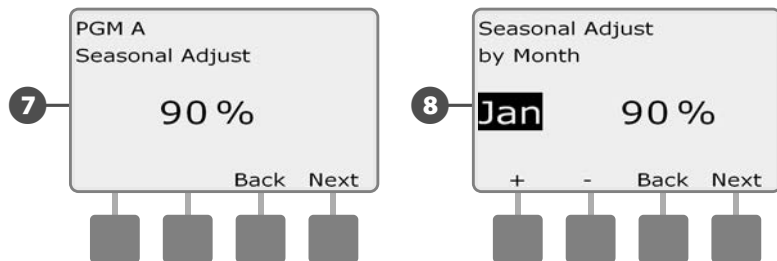 7
PGM A
Seasonal Adjust
90 %
Back Next
8
Seasonal Adjust
by Month
Jan 90 %
+ - Back Next